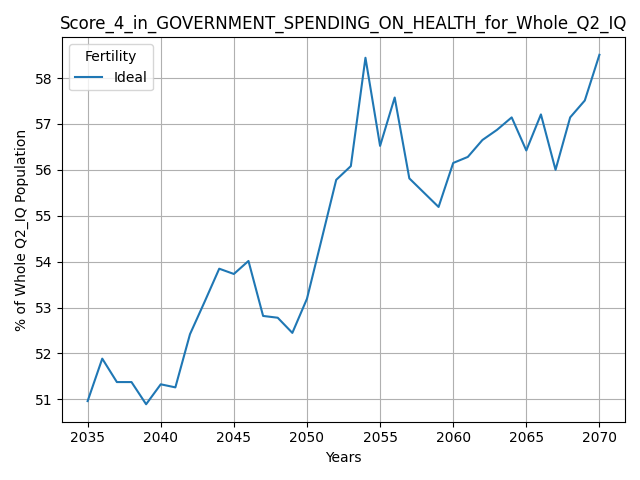 Score_4_in_GOVERNMENT_SPENDING_ON_HEALTH_for_Whole_Q2_IQ
Fertility
Ideal
% of Whole Q2_IQ Population
58
57
56
55
54
53
52
51
2035 2040 2045 2050 2055 2060 2065 2070
Years